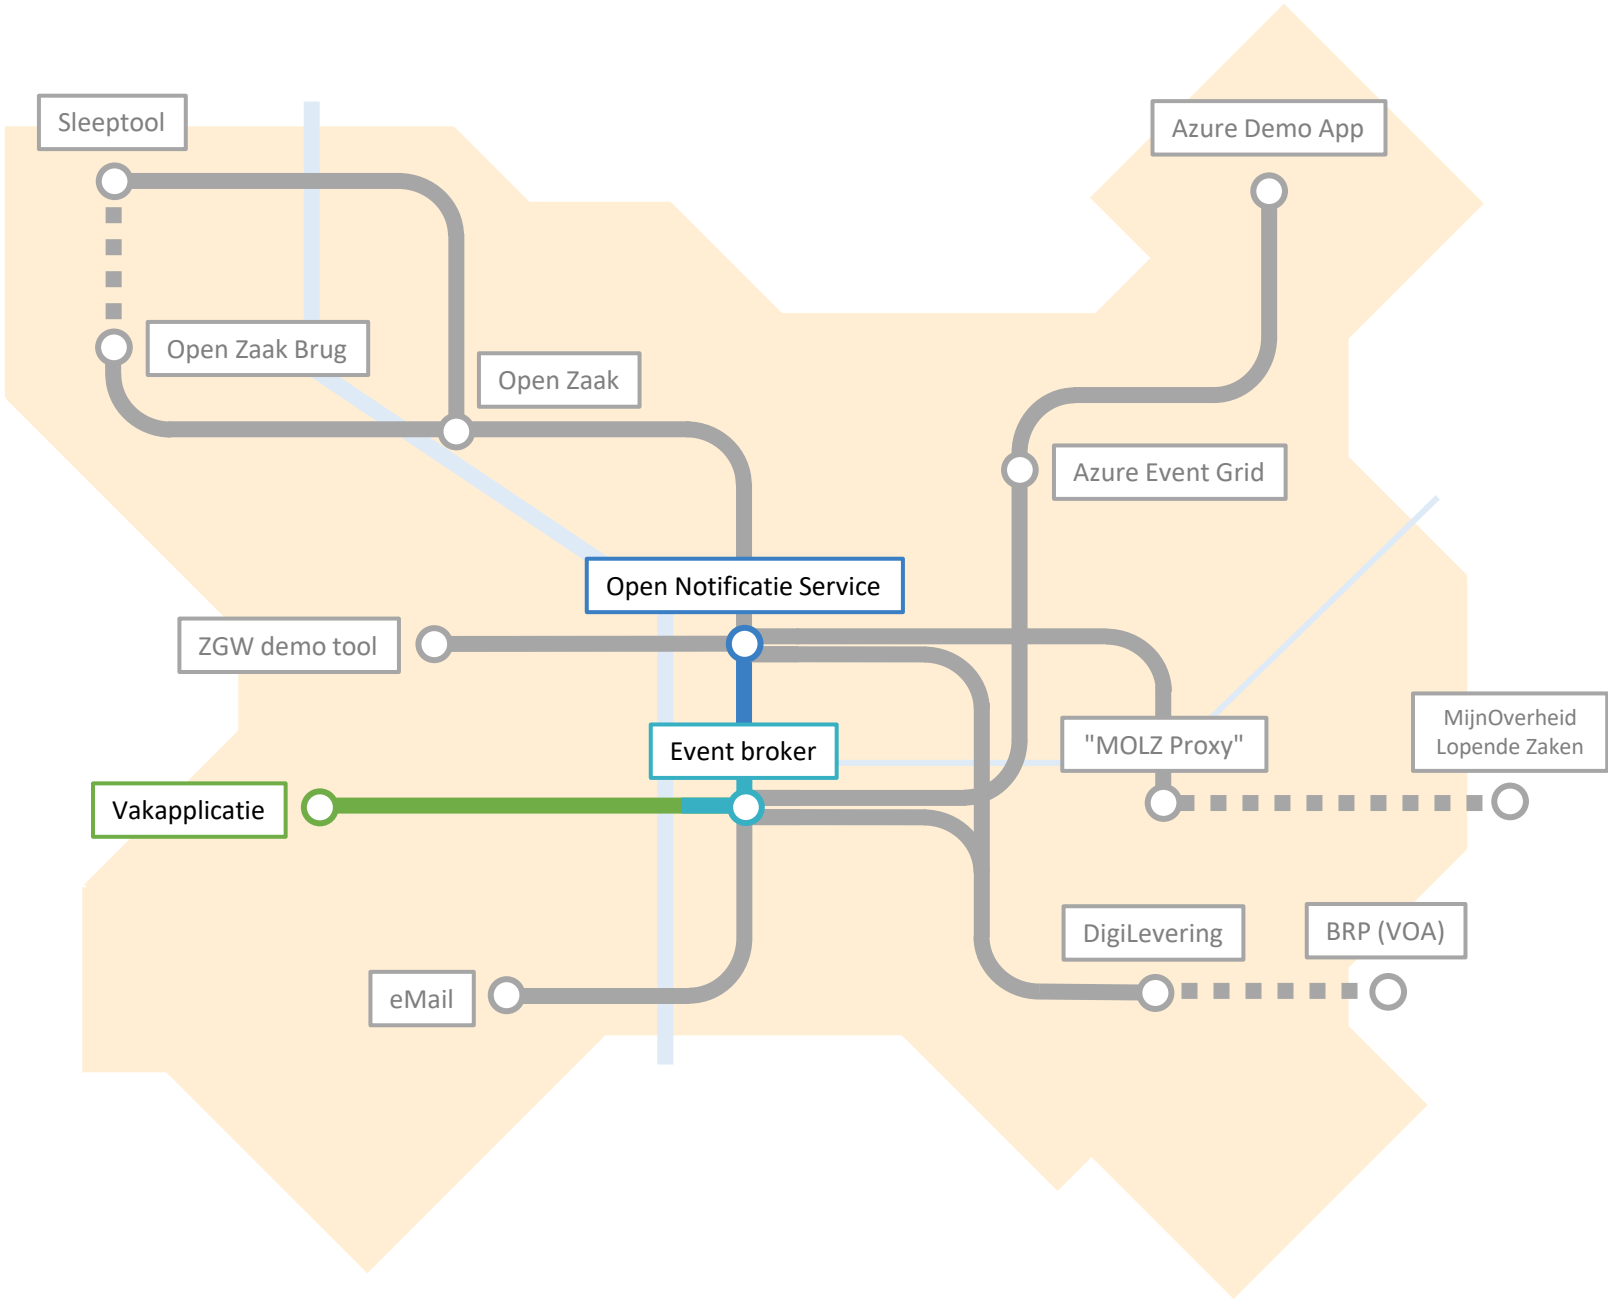 Sleeptool
Azure Demo App
Open Zaak Brug
Open Zaak
Azure Event Grid
Open Notificatie Service
ZGW demo tool
Event broker
"MOLZ Proxy"
MijnOverheid
Lopende Zaken
Vakapplicatie
DigiLevering
BRP (VOA)
eMail